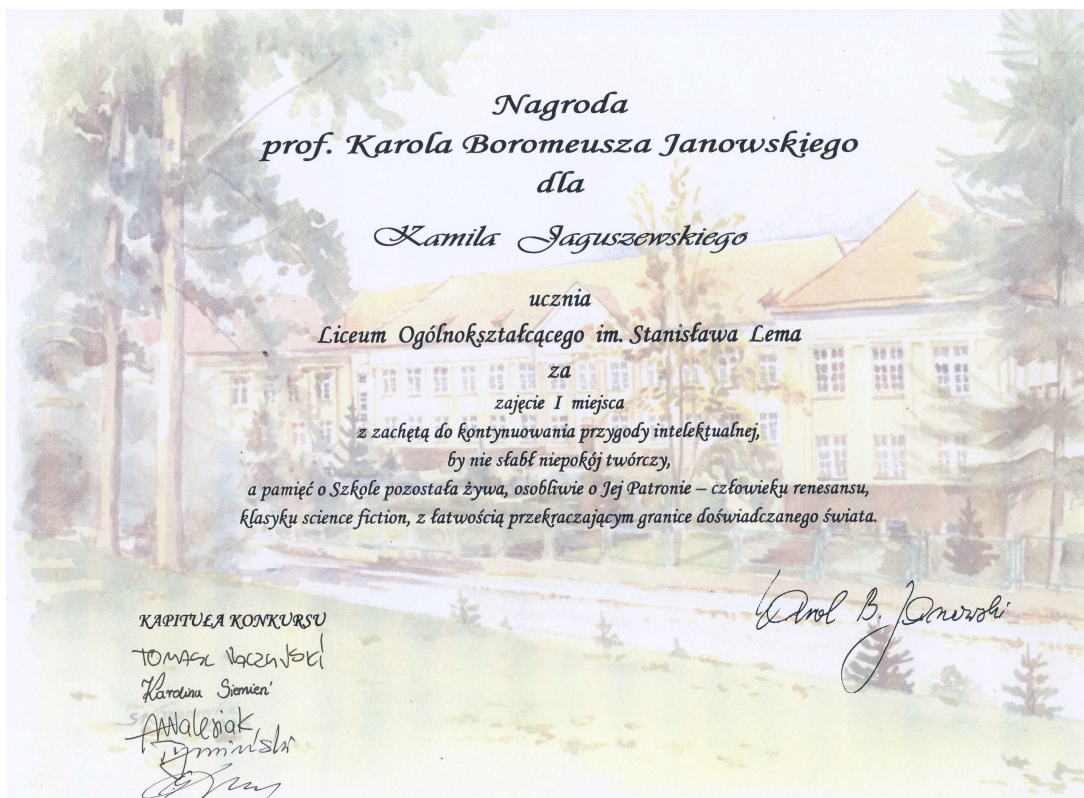 Nagroda
prof. Karola Boromeusza Janowskiego
dla
Kamila Jaguszewskiego
ucznia
Liceum Ogólnokształcącego im. Stanisława Lema
za
zajęcie I miejsca
z zachętą do kontynuowania przygody intelektualnej,
by nie słabł niepokój twórczy,
a pamięć o Szkole pozostała żywa, osobliwie o Jej Patronie – człowieku renesansu,
klasyku science fiction, z łatwością przekraczającym granice doświadczanego świata.
Karol B. Janowski
KAPITUŁA KONKURSU
TOMASZ
Karolina Siemień
AWalesiak